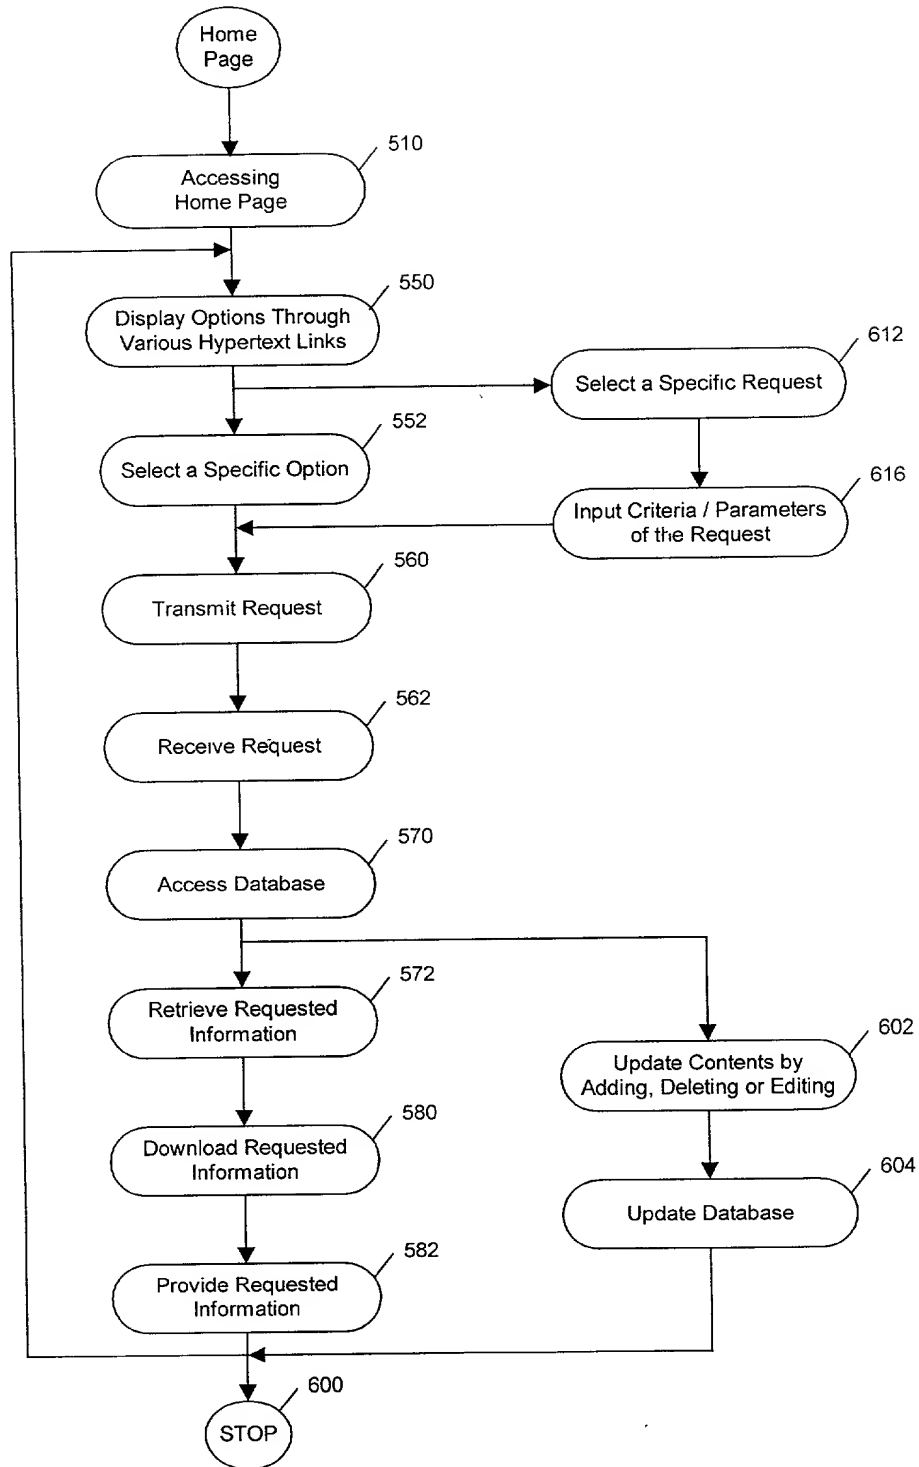 Home
Page
510
Accessing
Home Page
550
Display Options Through
Various Hypertext Links
612
Select a Specific Request
552
Select a Specific Option
616
Input Criteria / Parameters
of the Request
560
Transmit Request
562
Receive Request
570
Access Database
572
Retrieve Requested
Information
602
Update Contents by
Adding, Deleting or Editing
580
Download Requested
Information
604
Update Database
582
Provide Requested
Information
600
STOP